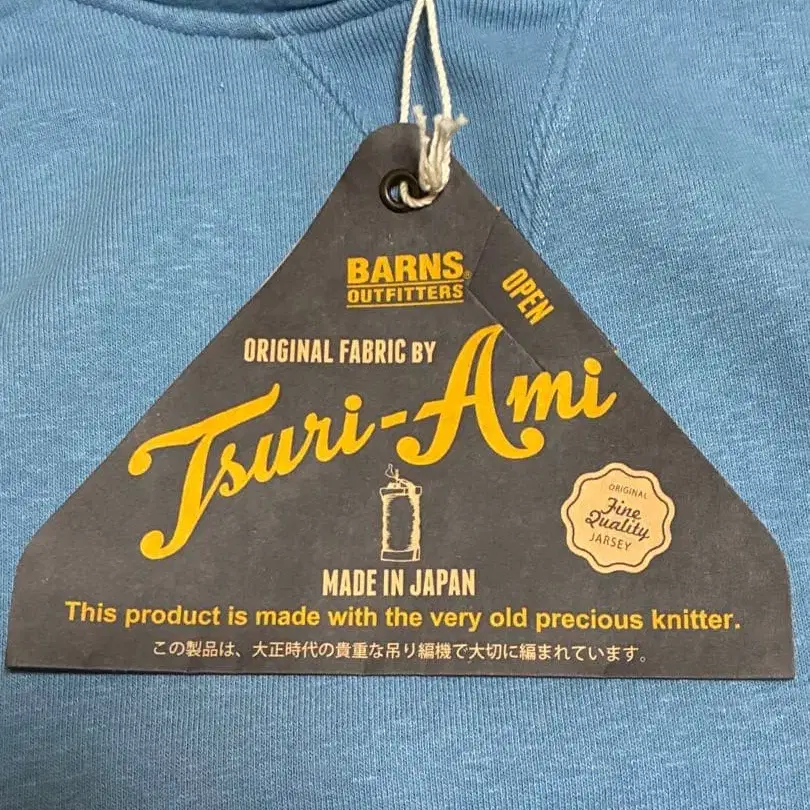 BARNS®
OUTFITTERS
OPEN
ORIGINAL FABRIC BY
Tsuri-Ami
ORIGINAL
Fine
Quality
JARSEY
MADE IN JAPAN
This product is made with the very old precious knitter.
この製品は、大正時代の貴重な吊り編機で大切に編まれています。